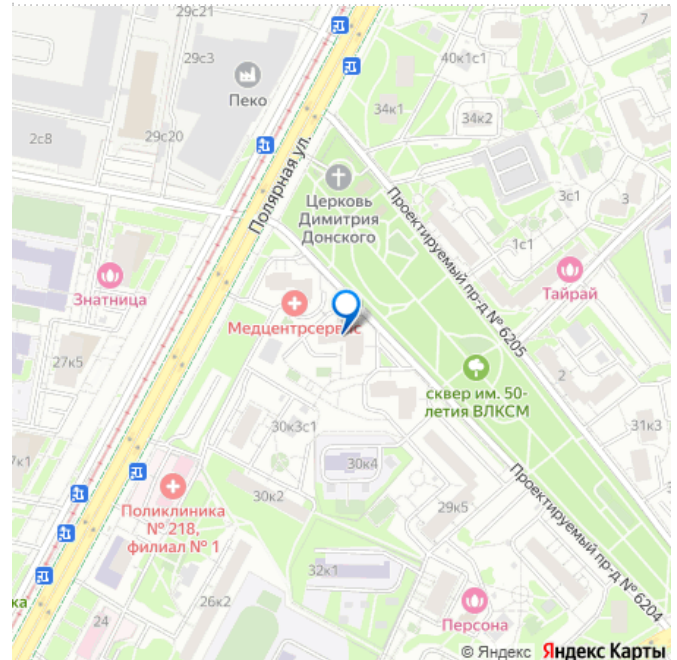 29с21
29с3
Пеко
2с8
29с20
Полярная ул.
40к1с1
7
34к1
34к2
Церковь
Димитрия
Донского
Проектируемый пр-д № 6205
3с1
3
1с1
Тайрай
Знатница
Медцентрсервис
27к5
сквер им. 50-
летия ВЛКСМ
2
31к3
7к1
30к3с1
30к4
Поликлиника
№ 218,
филиал № 1
30к2
29к5
Проектируемый пр-д № 6204
32к1
26к2
ка
24
Персона
© Яндекс Яндекс Карты